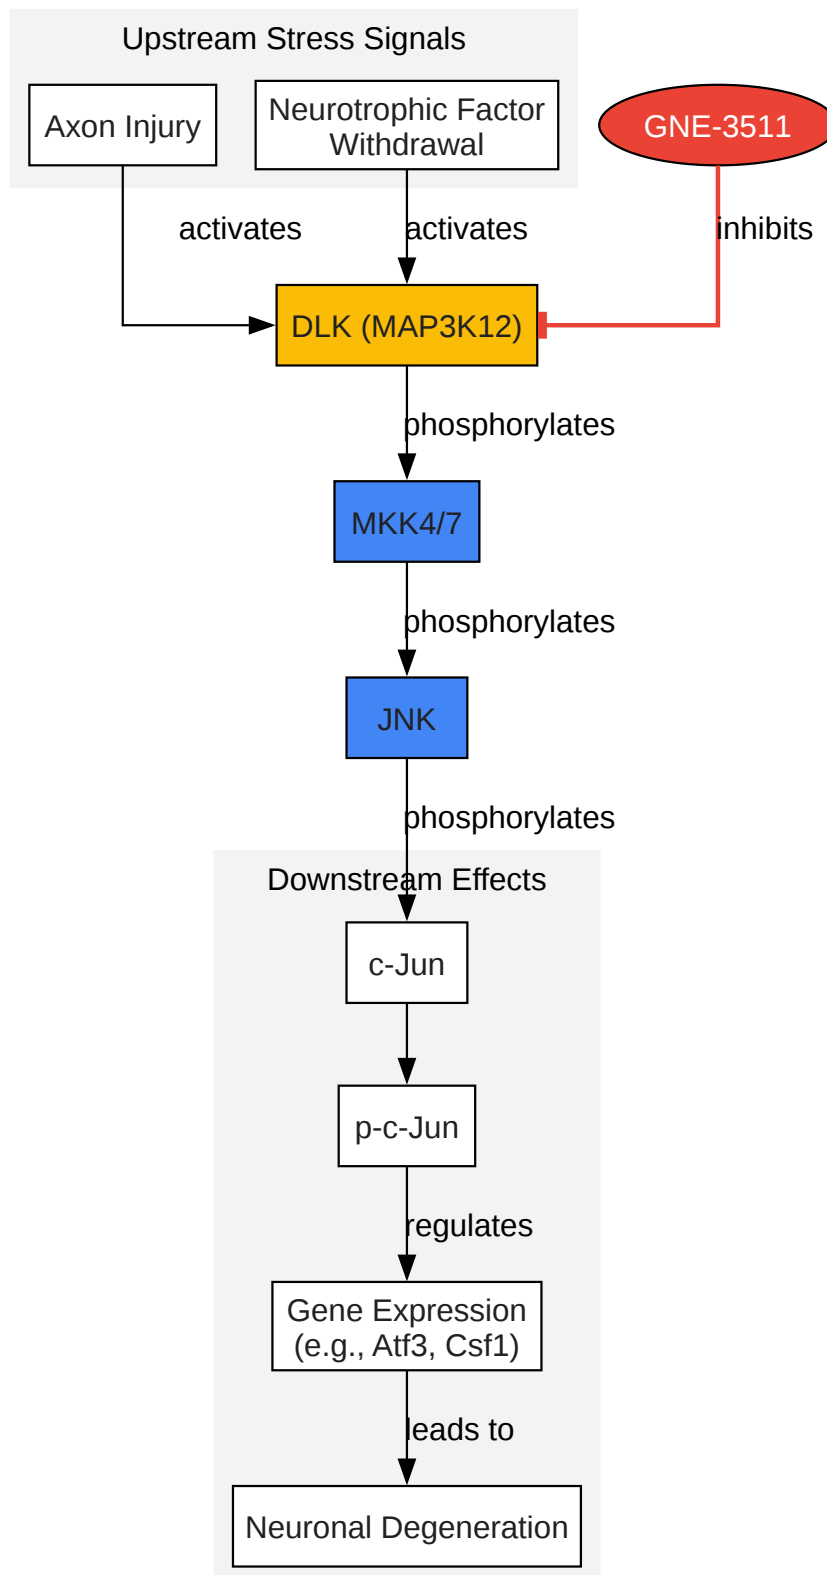 Upstream Stress Signals
Axon Injury
Neurotrophic Factor
Withdrawal
GNE-3511
activates
activates
inhibits
DLK (MAP3K12)
phosphorylates
MKK4/7
phosphorylates
JNK
phosphorylates
Downstream Effects
c-Jun
p-c-Jun
regulates
Gene Expression
(e.g., Atf3, Csf1)
leads to
Neuronal Degeneration